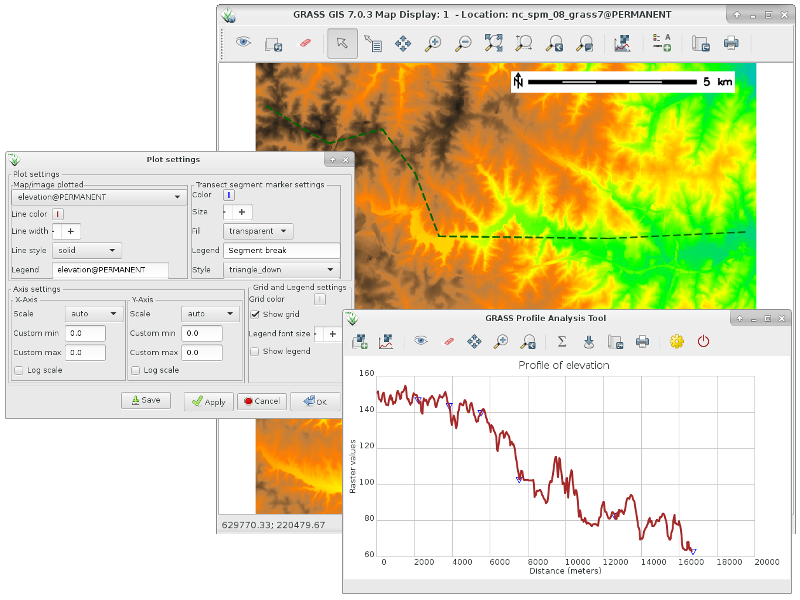 GRASS GIS 7.0.3 Map Display: 1 - Location: nc_spm_08_grass7@PERMANENT
N 5 km
Plot settings
Plot settings
Map/image plotted
elevation@PERMANENT
Line color
Line width
Line style solid
Legend elevation@PERMANENT
Transect segment marker settings
Color
Size
Fill transparent
Legend Segment break
Style triangle_down
Axis settings
X-Axis
Scale auto
Custom min 0.0
Custom max 0.0
Log scale
Y-Axis
Scale auto
Custom min 0.0
Custom max 0.0
Log scale
Grid and Legend settings
Grid color
Show grid
Legend font size
Show legend
Save Apply Cancel OK
629770.33; 220479.67
GRASS Profile Analysis Tool
Profile of elevation
160
140
120
100
80
60
Raster values
0 2000 4000 6000 8000 10000 12000 14000 16000 18000 20000
Distance (meters)